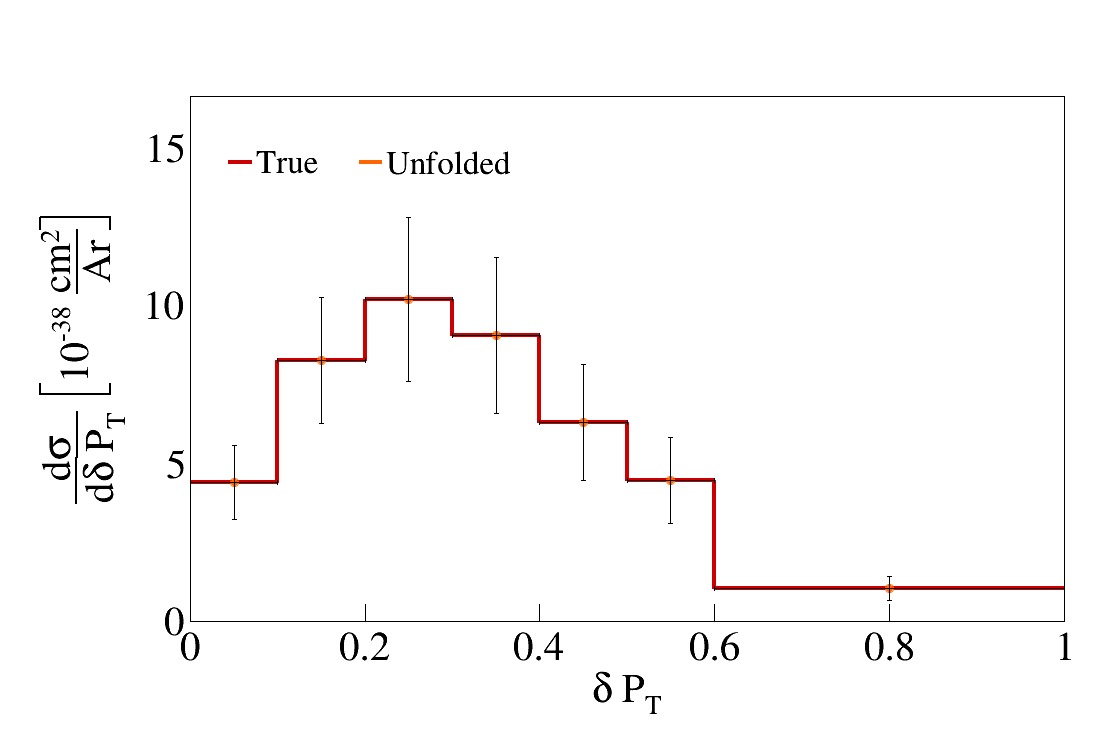 dσ/dδ P_T [10^-38 cm^2/Ar]
True Unfolded
15
10
5
0
0 0.2 0.4 0.6 0.8 1
δ P_T